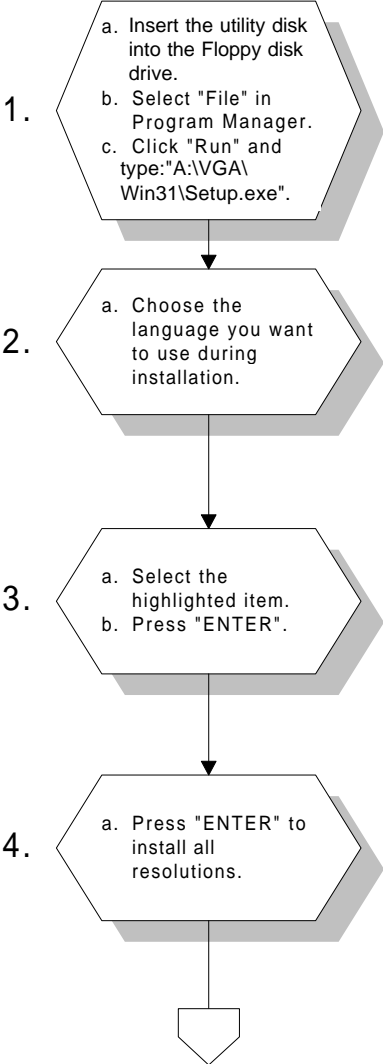 1.
a. Insert the utility disk
into the Floppy disk
drive.
b. Select "File" in
Program Manager.
c. Click "Run" and
type:"A:\VGA\
Win31\Setup.exe".
2.
a. Choose the
language you want
to use during
installation.
3.
a. Select the
highlighted item.
b. Press "ENTER".
4.
a. Press "ENTER" to
install all
resolutions.